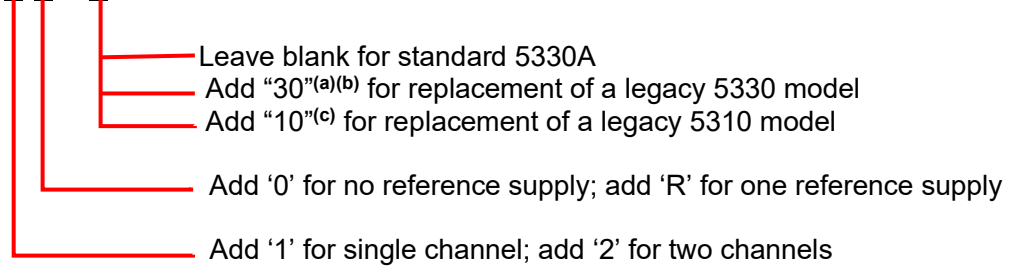 Leave blank for standard 5330A
Add “30”(a)(b) for replacement of a legacy 5330 model
Add “10”(c) for replacement of a legacy 5310 model
Add ‘0’ for no reference supply; add ‘R’ for one reference supply
Add ‘1’ for single channel; add ‘2’ for two channels